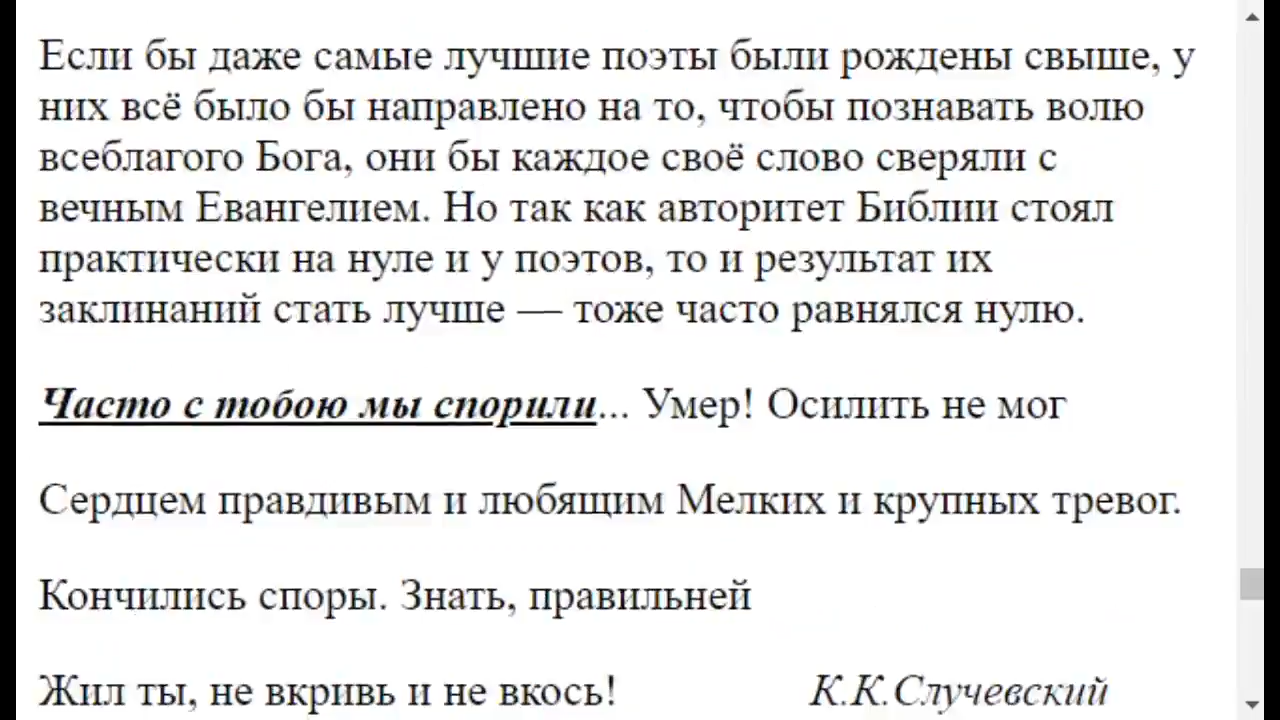 Если бы даже самые лучшие поэты были рождены свыше, у
них всё было бы направлено на то, чтобы познавать волю
всеблагого Бога, они бы каждое своё слово сверяли с
вечным Евангелием. Но так как авторитет Библии стоял
практически на нуле и у поэтов, то и результат их
заклинаний стать лучше — тоже часто равнялся нулю.
Часто с тобою мы спорили... Умер! Осилить не мог
Сердцем правдивым и любящим Мелких и крупных тревог.
Кончились споры. Знать, правильней
Жил ты, не вкривь и не вкось! К.К.Случевский